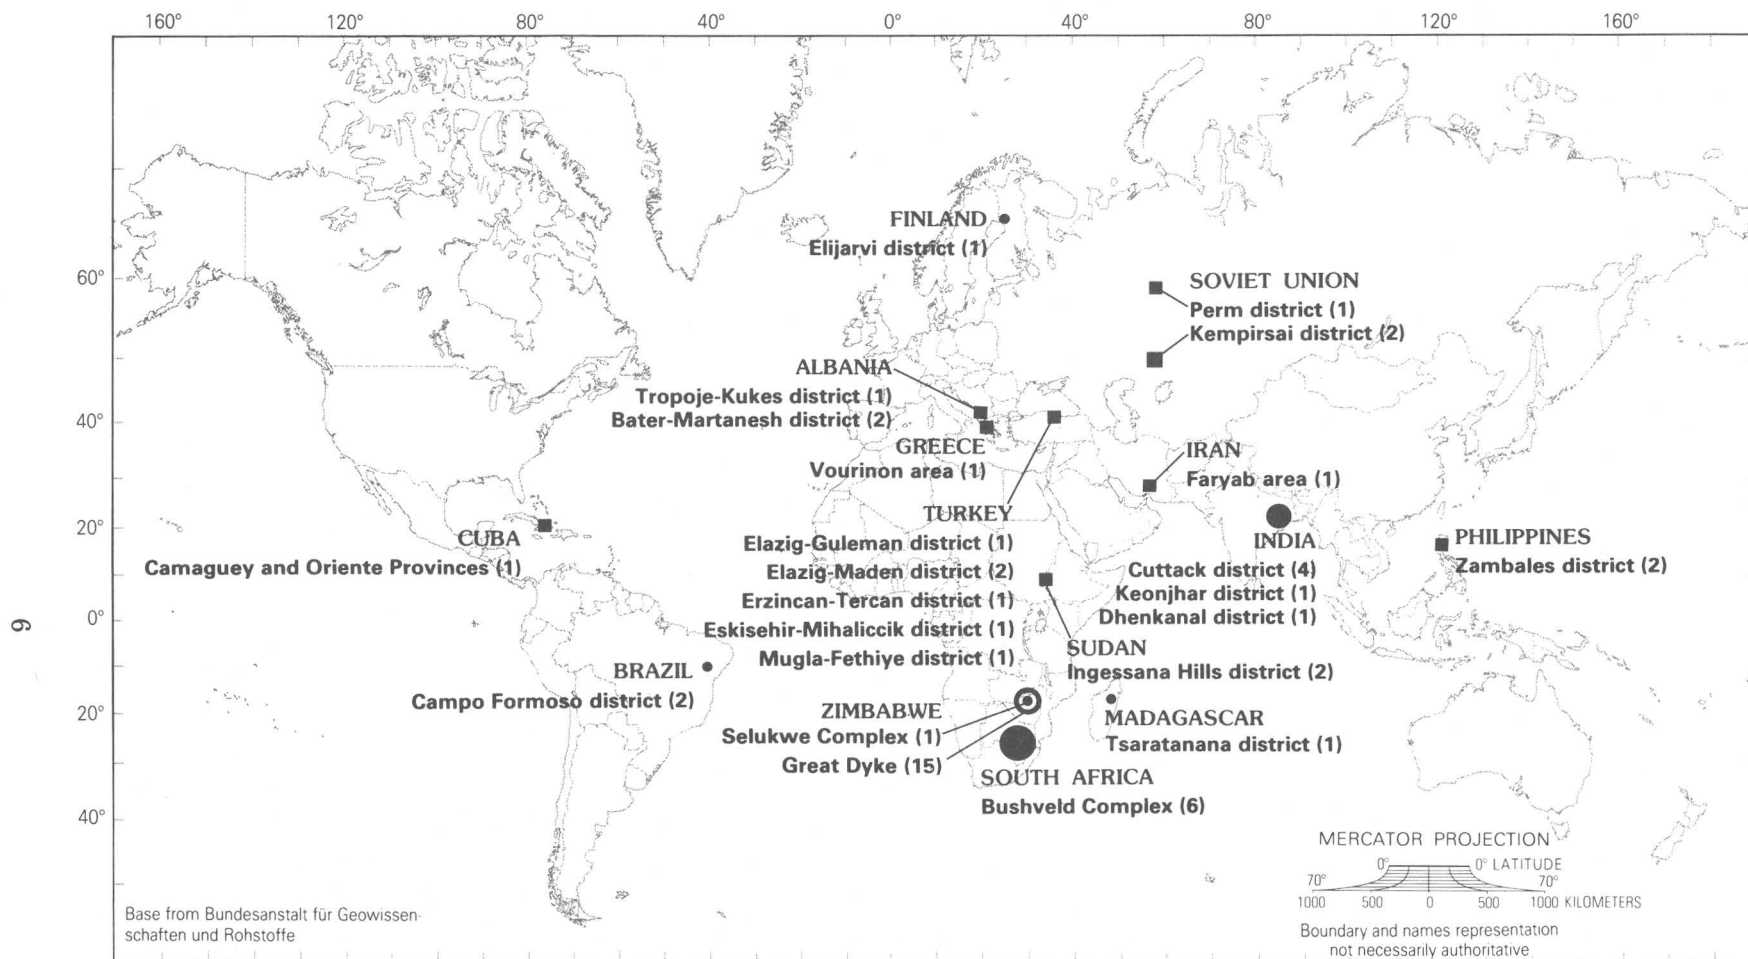 160° 120° 80° 40° 0° 40° 80° 120° 160°
FINLAND
Elijarvi district (1)
60°
SOVIET UNION
Perm district (1)
Kempirsai district (2)
ALBANIA
Tropoje-Kukes district (1)
Bater-Martanesh district (2)
40°
GREECE
Vourinon area (1)
IRAN
Faryab area (1)
TURKEY
Elazig-Guleman district (1)
Elazig-Maden district (2)
Erzincan-Tercan district (1)
Eskisehir-Mihaliccik district (1)
Mugla-Fethiye district (1)
20°
CUBA
Camaguey and Oriente Provinces (1)
INDIA
Cuttack district (4)
Keonjhar district (1)
Dhenkanal district (1)
PHILIPPINES
Zambales district (2)
0°
0°
6
SUDAN
Ingessana Hills district (2)
BRAZIL
Campo Formoso district (2)
20°
20°
ZIMBABWE
Selukwe Complex (1)
Great Dyke (15)
MADAGASCAR
Tsaratanana district (1)
SOUTH AFRICA
Bushveld Complex (6)
40°
MERCATOR PROJECTION
0° 0° LATITUDE
70° 70°
1000 500 0 500 1000 KILOMETERS
Boundary and names representation
not necessarily authoritative
Base from Bundesanstalt für Geowissen-
schaften und Rohstoffe